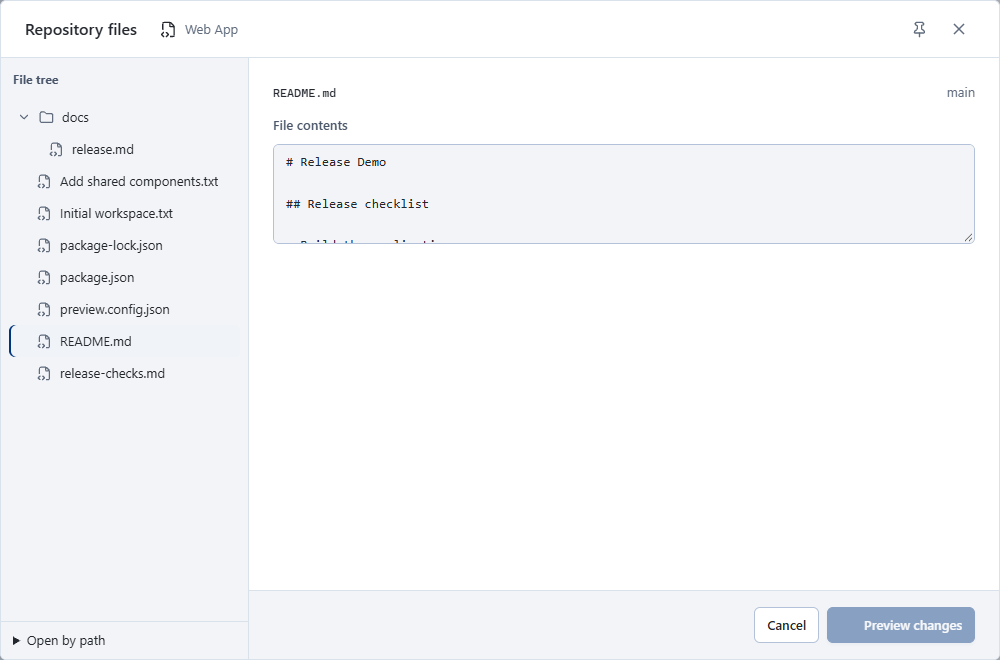 Repository files
Web App
File tree
docs
release.md
Add shared components.txt
Initial workspace.txt
package-lock.json
package.json
preview.config.json
README.md
release-checks.md
Open by path
README.md
main
File contents
# Release Demo
## Release checklist
Cancel
Preview changes